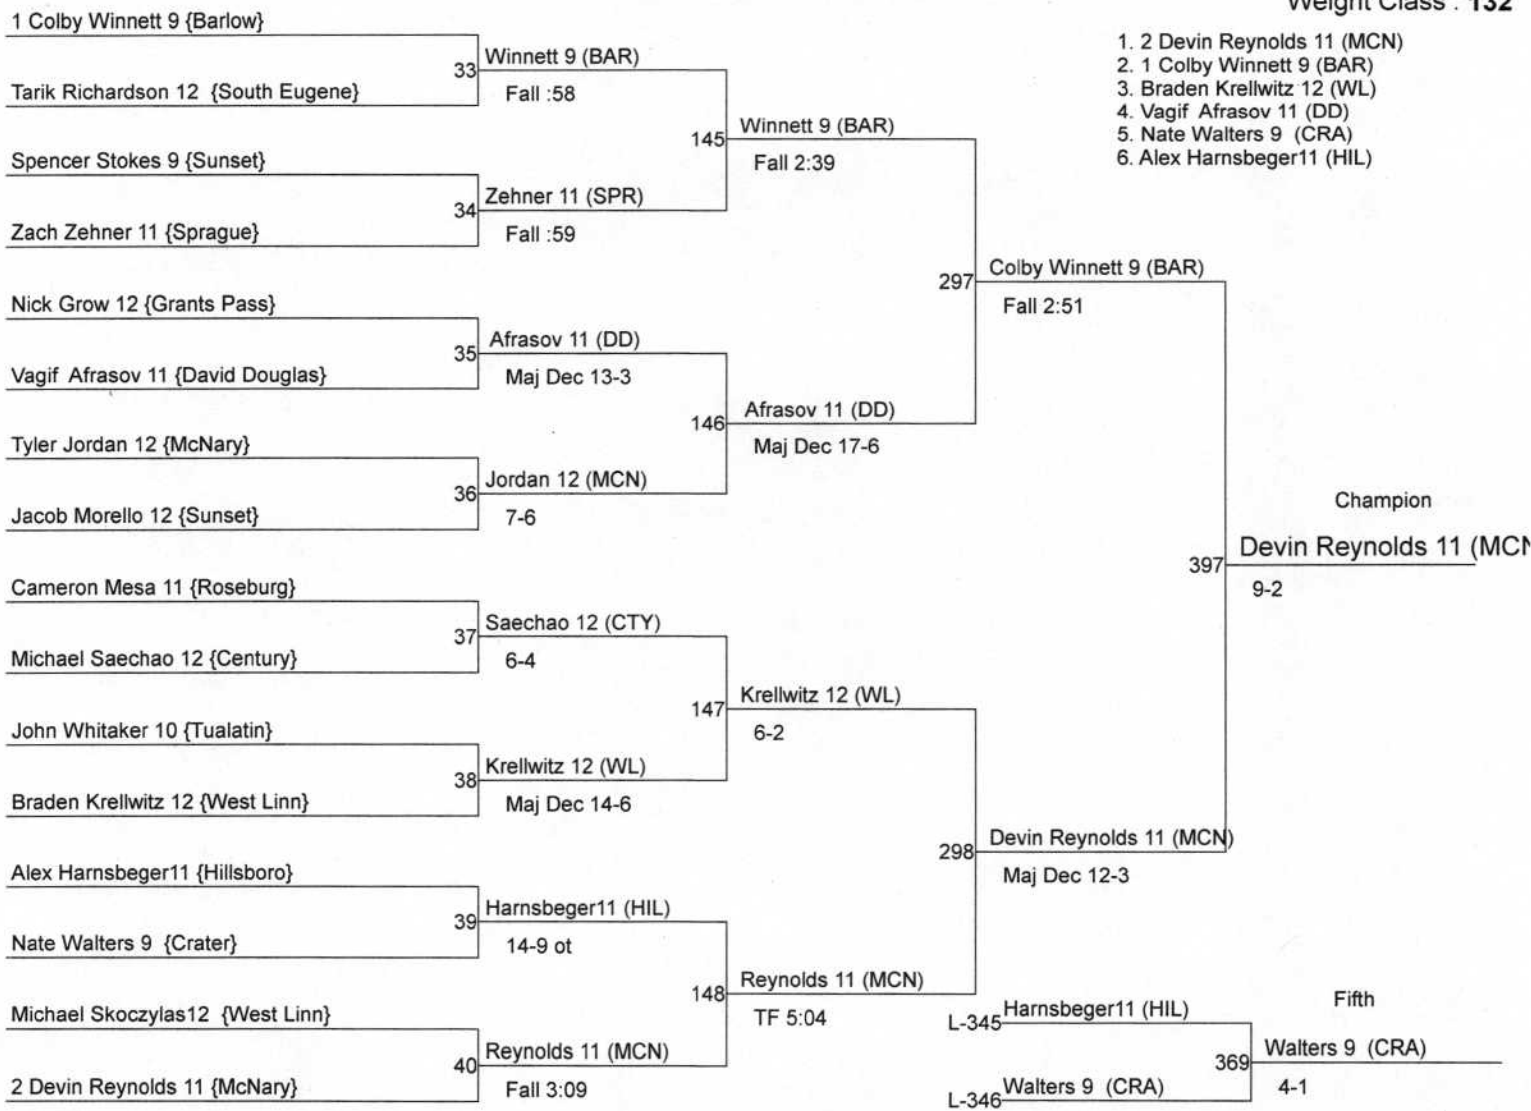 Weight Class : 132
1. 2 Devin Reynolds 11 (MCN)
2. 1 Colby Winnett 9 (BAR)
3. Braden Krellwitz 12 (WL)
4. Vagif Afrasov 11 (DD)
5. Nate Walters 9 (CRA)
6. Alex Harnsbeger11 (HIL)
1 Colby Winnett 9 {Barlow}
Tarik Richardson 12 {South Eugene}
Spencer Stokes 9 {Sunset}
Zach Zehner 11 {Sprague}
Nick Grow 12 {Grants Pass}
Vagif Afrasov 11 {David Douglas}
Tyler Jordan 12 {McNary}
Jacob Morello 12 {Sunset}
Cameron Mesa 11 {Roseburg}
Michael Saechao 12 {Century}
John Whitaker 10 {Tualatin}
Braden Krellwitz 12 {West Linn}
Alex Harnsbeger11 {Hillsboro}
Nate Walters 9 {Crater}
Michael Skoczylas12 {West Linn}
2 Devin Reynolds 11 {McNary}
33
Winnett 9 (BAR)
Fall :58
34
Zehner 11 (SPR)
Fall :59
35
Afrasov 11 (DD)
Maj Dec 13-3
36
Jordan 12 (MCN)
7-6
37
Saechao 12 (CTY)
6-4
38
Krellwitz 12 (WL)
Maj Dec 14-6
39
Harnsbeger11 (HIL)
14-9 ot
40
Reynolds 11 (MCN)
Fall 3:09
145
Winnett 9 (BAR)
Fall 2:39
146
Afrasov 11 (DD)
Maj Dec 17-6
147
Krellwitz 12 (WL)
6-2
148
Reynolds 11 (MCN)
TF 5:04
297
Colby Winnett 9 (BAR)
Fall 2:51
298
Devin Reynolds 11 (MCN)
Maj Dec 12-3
Champion
397
Devin Reynolds 11 (MCN
9-2
Fifth
L-345
Harnsbeger11 (HIL)
L-346
Walters 9 (CRA)
369
Walters 9 (CRA)
4-1